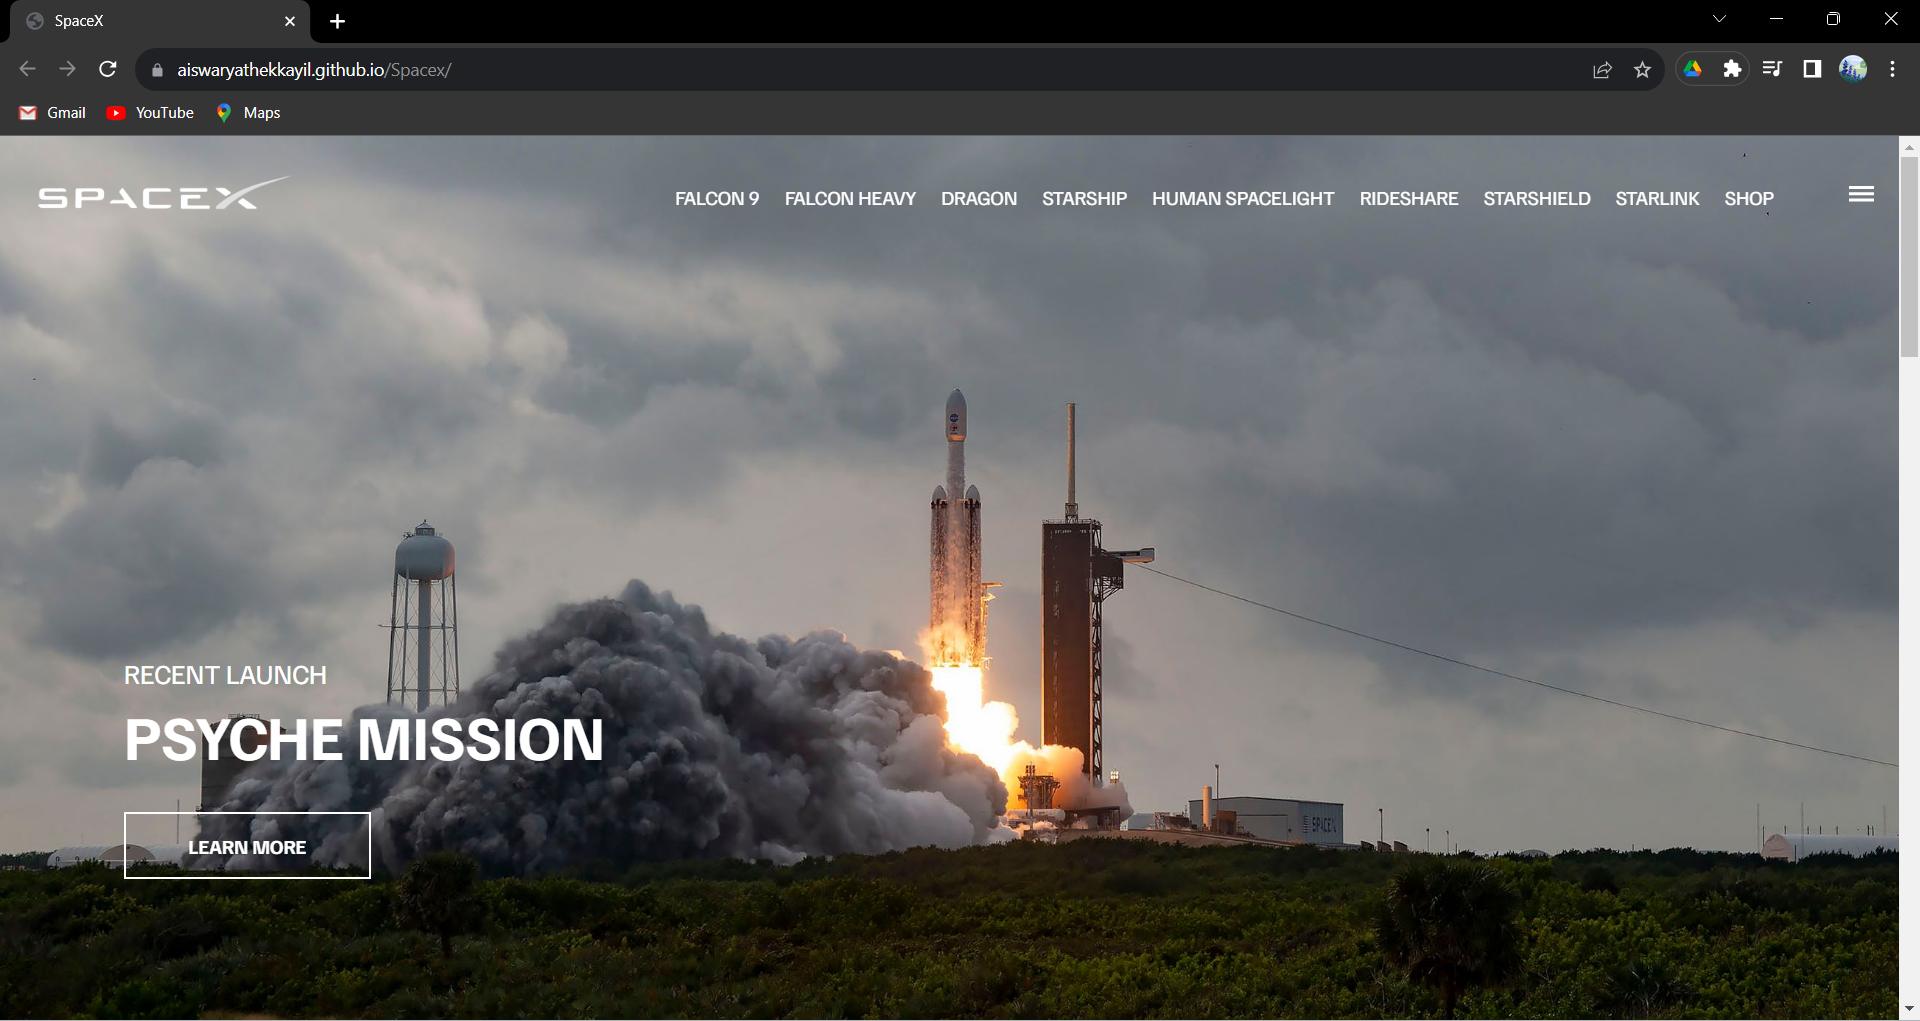 SpaceX
aiswaryathekkayil.github.io/Spacex/
Gmail YouTube Maps
SPACEX FALCON 9 FALCON HEAVY DRAGON STARSHIP HUMAN SPACELIGHT RIDESHARE STARSHIELD STARLINK SHOP
RECENT LAUNCH
PSYCHE MISSION
SPACEX
LEARN MORE